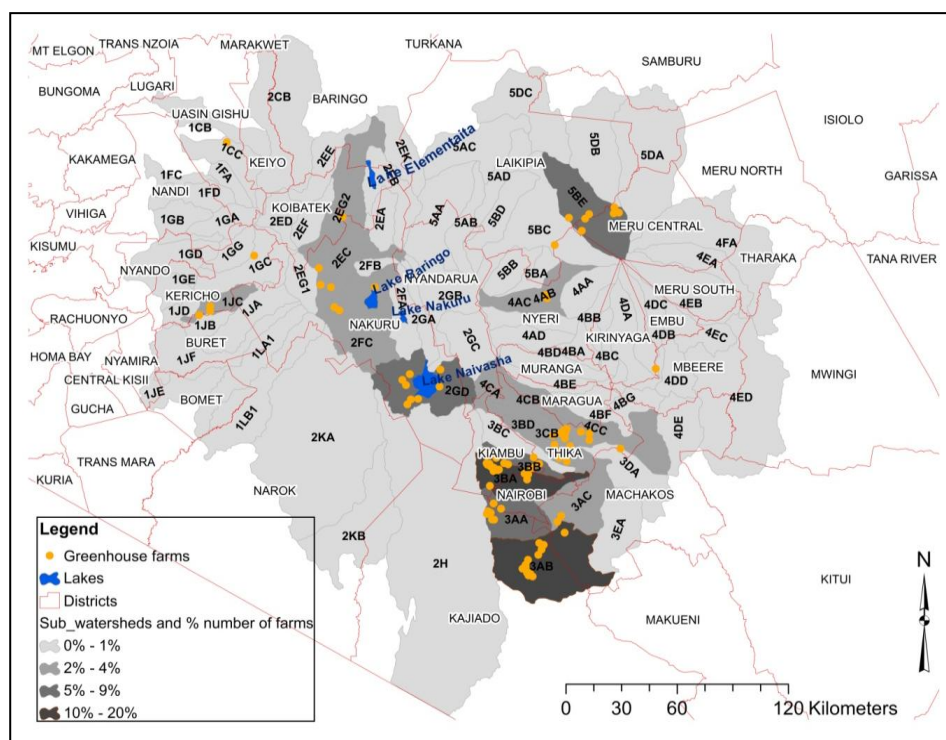 TRANS NZOIA
MARAKWET
TURKANA
MT ELGON
SAMBURU
LUGARI
BUNGOMA
2CB
BARINGO
5DC
UASIN GISHU
1CB
ISIOLO
1CC
2EE
2EK
5AC
5DB
5DA
KAKAMEGA
KEIYO
Lake Elementaita
LAIKIPIA
1FA
1FC
2EB
5AD
MERU NORTH
NANDI
1FD
5BE
GARISSA
KOIBATEK
2EG2
VIHIGA
1GB
1GA
2ED
2EF
2EA
5AA
5AB
5BD
MERU CENTRAL
5BC
KISUMU
1GD
1GG
1GC
2EC
4FA
NYANDO
2FB
Lake Baringo
4EA
THARAKA
1GE
2EG1
NYANDARUA
5BB
5BA
4AA
TANA RIVER
KERICHO
1JC
1JA
2FA
2GB
4AC
4AB
MERU SOUTH
1JD
Lake Nakuru
4DA
4DC
4EB
RACHUONYO
1JB
NAKURU
2GA
NYERI
4BB
EMBU
BURET
2FC
2GC
4AD
KIRINYAGA
4DB
4EC
HOMA BAY
NYAMIRA
1JF
1LA1
4BD
4BA
4BC
Lake Naivasha
MURANGA
MBEERE
CENTRAL KISII
4DD
MWINGI
1JE
BOMET
2GD
4CA
4BE
GUCHA
4CB
MARAGUA
4BG
4ED
1LB1
4BF
3BD
4CC
4DE
2KA
3BC
3CB
TRANS MARA
KIAMBU
THIKA
KURIA
3BB
3DA
3BA
NAROK
NAIROBI
MACHAKOS
3AC
3AA
3EA
2KB
2H
3AB
KITUI
KAJIADO
MAKUENI
N
Legend
Greenhouse farms
Lakes
Districts
Sub_watersheds and % number of farms
0% - 1%
2% - 4%
5% - 9%
10% - 20%
0 30 60 120 Kilometers